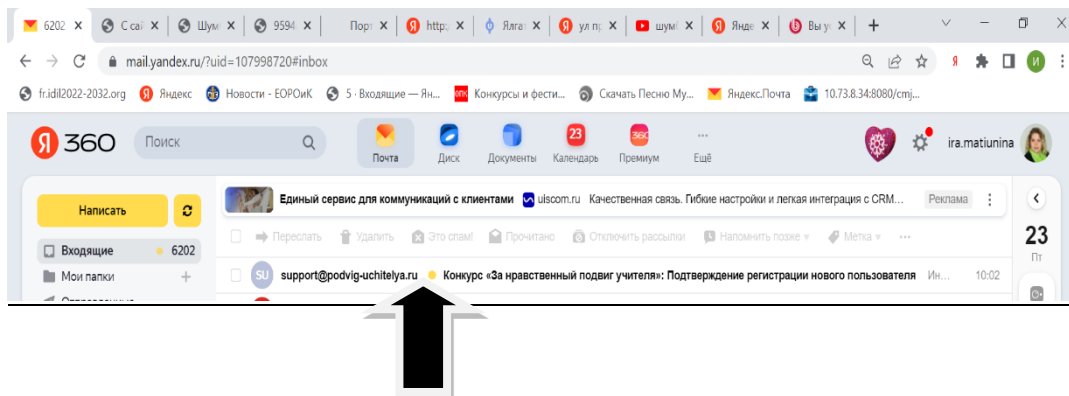 6202 С сай Шум 9594 Порт http: Ялга ул пр шумб Янде Вы у
mail.yandex.ru/?uid=107998720#inbox Я И
fr.idil2022-2032.org Яндекс Новости - ЕОРОиК 5 · Входящие — Ян... Конкурсы и фести... Скачать Песню Му... Яндекс.Почта 10.73.8.34:8080/cmj...
Я 360 Поиск Почта Диск Документы 23 Календарь 360 Премиум Ещё ira.matiunina
Единый сервис для коммуникаций с клиентами uiscom.ru Качественная связь. Гибкие настройки и легкая интеграция с CRM... Реклама
Написать
Переслать Удалить Это спам! Прочитано Отключить рассылки Напомнить позже Метка ... 23
Входящие 6202 Пт
Мои папки + SU support@podvig-uchitelya.ru Конкурс «За нравственный подвиг учителя»: Подтверждение регистрации нового пользователя Ин... 10:02